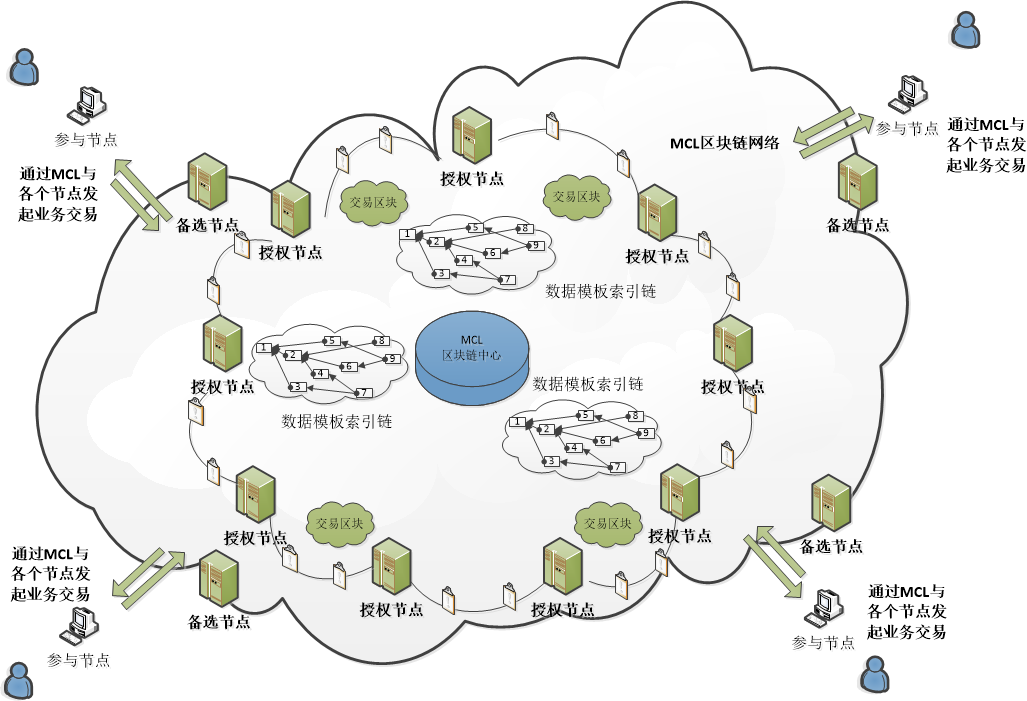 MCL区块链网络
参与节点
通过MCL与
各个节点发
起业务交易
参与节点
通过MCL与
各个节点发
起业务交易
授权节点
备选节点
授权节点
交易区块
交易区块
授权节点
备选节点
1
5
8
2
9
6
4
3
7
数据模板索引链
授权节点
1
5
8
2
9
6
4
3
7
数据模板索引链
MCL
区块链中心
授权节点
数据模板索引链
1
5
8
2
9
6
4
3
7
授权节点
交易区块
交易区块
授权节点
备选节点
通过MCL与
各个节点发
起业务交易
参与节点
备选节点
授权节点
授权节点
参与节点
通过MCL与
各个节点发
起业务交易